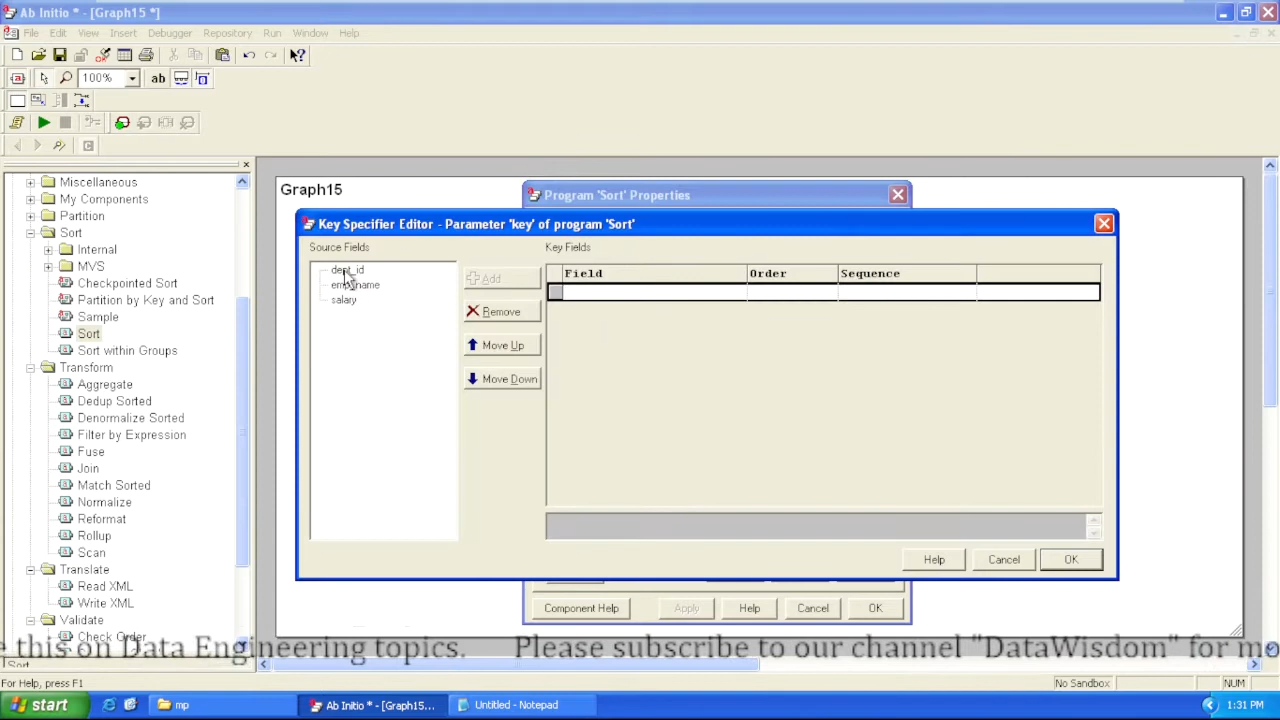 Ab Initio * - [Graph15 *]
File Edit View Insert Debugger Repository Run Window Help
100% ab
Graph15
Program 'Sort' Properties
Key Specifier Editor - Parameter 'key' of program 'Sort'
Source Fields
Key Fields
dept_id
salary
Add
Remove
Move Up
Move Down
Field Order Sequence
Help Cancel OK
Component Help Apply Help Cancel OK
Miscellaneous
My Components
Partition
Sort
Internal
MVS
Checkpointed Sort
Partition by Key and Sort
Sample
Sort
Sort within Groups
Transform
Aggregate
Dedup Sorted
Denormalize Sorted
Filter by Expression
Fuse
Join
Match Sorted
Normalize
Reformat
Rollup
Scan
Translate
Read XML
Write XML
Validate
Check Order
e this on Data Engineering topics. Please subscribe to our channel "DataWisdom" for mo
For Help, press F1
No Sandbox
NUM
start
mp
Ab Initio * - [Graph15...
Untitled - Notepad
1:31 PM